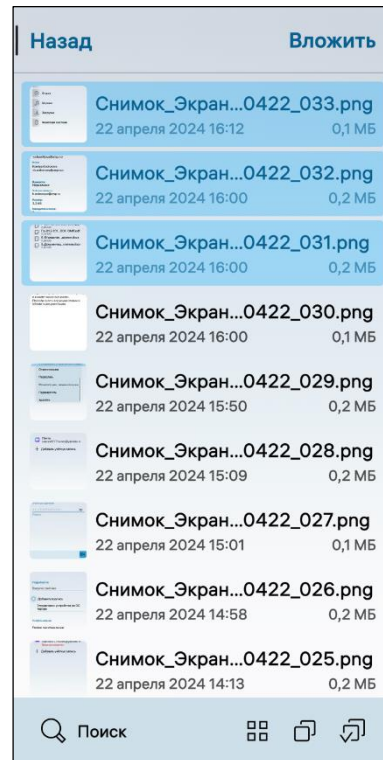 Назад Вложить
Снимок_Экран...0422_033.png
22 апреля 2024 16:12 0,1 МБ
Снимок_Экран...0422_032.png
22 апреля 2024 16:00 0,2 МБ
Снимок_Экран...0422_031.png
22 апреля 2024 16:00 0,2 МБ
Снимок_Экран...0422_030.png
22 апреля 2024 16:00 0,1 МБ
Снимок_Экран...0422_029.png
22 апреля 2024 15:50 0,2 МБ
Снимок_Экран...0422_028.png
22 апреля 2024 15:09 0,2 МБ
Снимок_Экран...0422_027.png
22 апреля 2024 15:01 0,1 МБ
Снимок_Экран...0422_026.png
22 апреля 2024 14:58 0,2 МБ
Снимок_Экран...0422_025.png
22 апреля 2024 14:13 0,2 МБ
Поиск